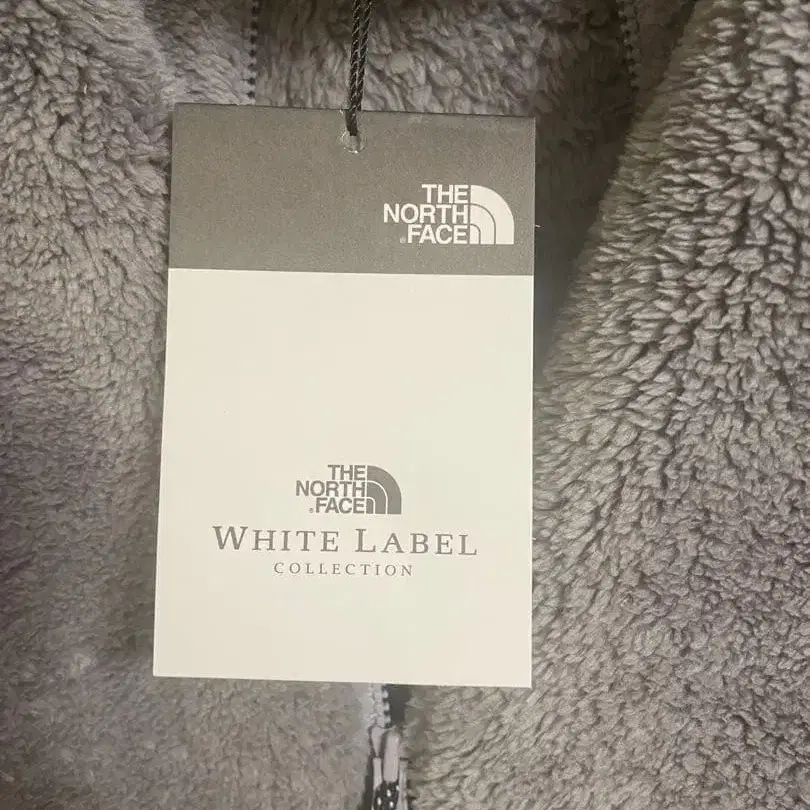 THE
NORTH
®FACE
THE
NORTH
®FACE
WHITE LABEL
COLLECTION